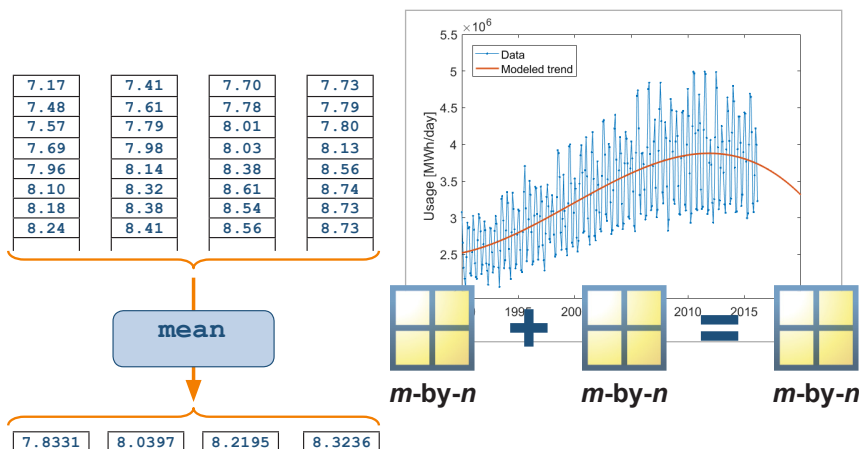 7.17 7.41 7.70 7.73
7.48 7.61 7.78 7.79
7.57 7.79 8.01 7.80
7.69 7.98 8.03 8.13
7.96 8.14 8.38 8.56
8.10 8.32 8.61 8.74
8.18 8.38 8.54 8.73
8.24 8.41 8.56 8.73
mean
7.8331 8.0397 8.2195 8.3236
×10⁶
5.5
5
4.5
4
3.5
3
2.5
Usage [MWh/day]
Data
Modeled trend
1995 2010 2015
+ =
m-by-n m-by-n m-by-n